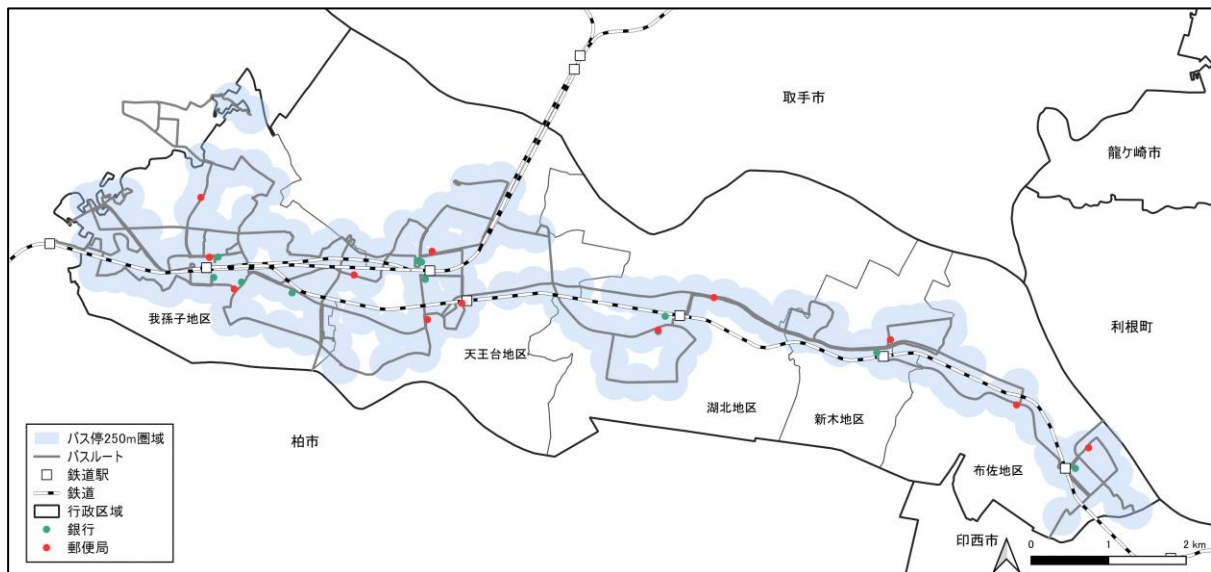 取手市
龍ケ崎市
利根町
我孫子地区
天王台地区
湖北地区
新木地区
布佐地区
柏市
印西市
バス停250m圏域
バスルート
鉄道駅
鉄道
行政区域
銀行
郵便局
0 1 2 km